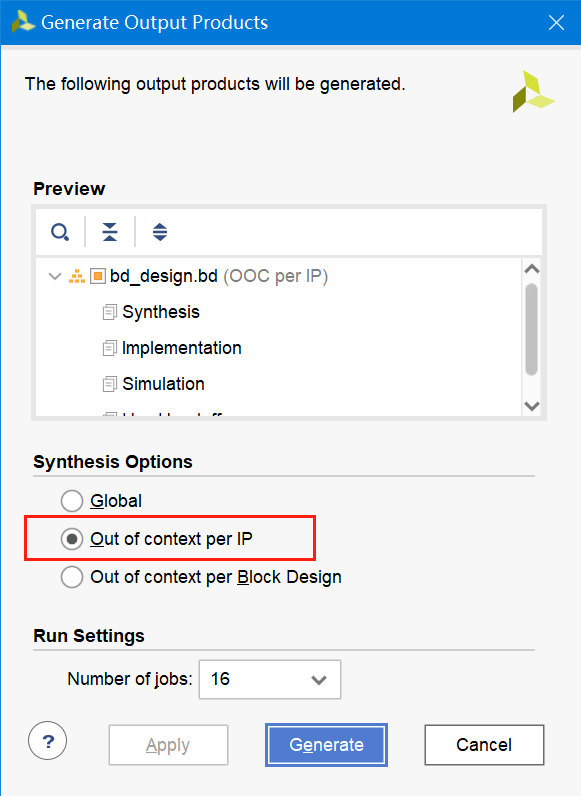 Generate Output Products
The following output products will be generated.
Preview
bd_design.bd (OOC per IP)
Synthesis
Implementation
Simulation
Synthesis Options
Global
Out of context per IP
Out of context per Block Design
Run Settings
Number of jobs: 16
? Apply Generate Cancel